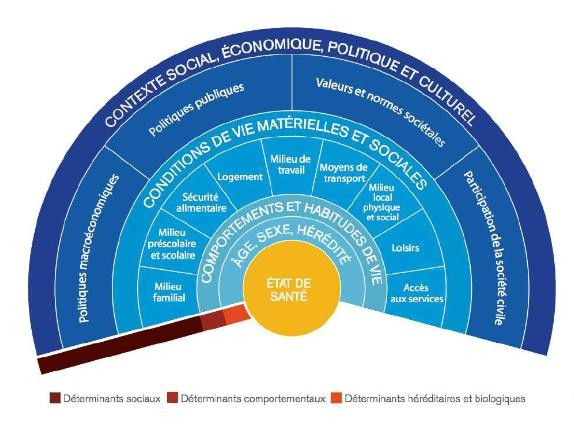 CONTEXTE SOCIAL, ÉCONOMIQUE, POLITIQUE ET CULTUREL
Politiques macroéconomiques
Politiques publiques
Valeurs et normes sociétales
Participation de la société civile
CONDITIONS DE VIE MATÉRIELLES ET SOCIALES
Milieu
familial
Milieu
préscolaire
et scolaire
Sécurité
alimentaire
Logement
Milieu de
travail
Moyens de
transport
Milieu
local
physique
et social
Loisirs
Accès
aux services
COMPORTEMENTS ET HABITUDES DE VIE
ÂGE, SEXE, HÉRÉDITÉ
ÉTAT DE
SANTÉ
Déterminants sociaux
Déterminants comportementaux
Déterminants héréditaires et biologiques